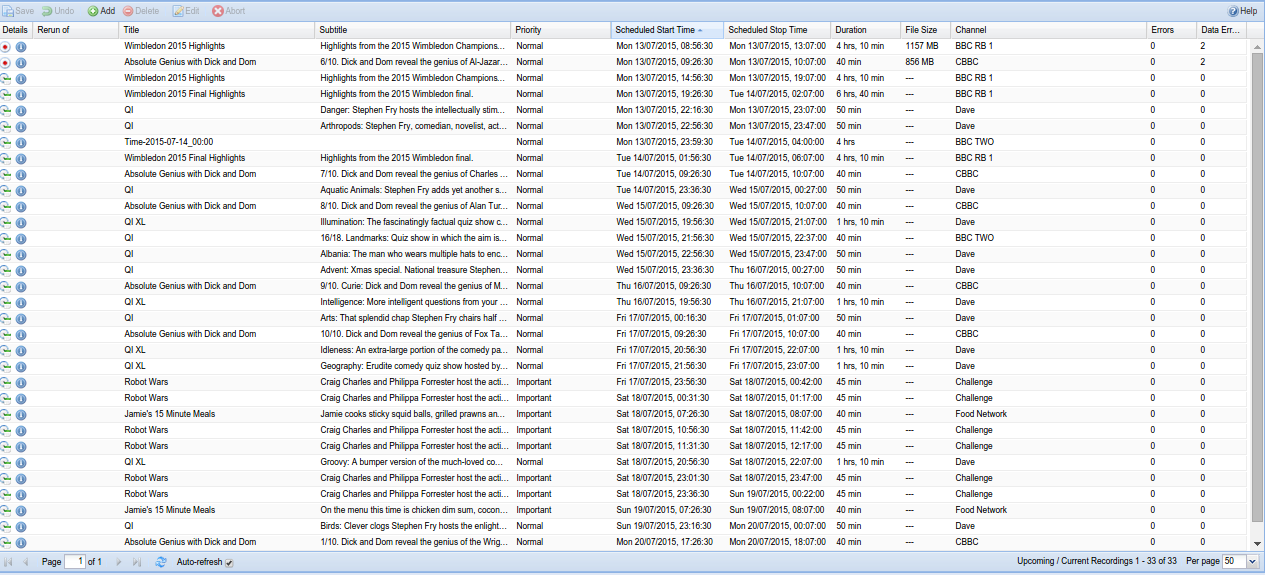 Save Undo Add Delete Edit Abort Help
Details Rerun of Title Subtitle Priority Scheduled Start Time Scheduled Stop Time Duration File Size Channel Errors Data Err...
Wimbledon 2015 Highlights Highlights from the 2015 Wimbledon Champions... Normal Mon 13/07/2015, 08:56:30 Mon 13/07/2015, 13:07:00 4 hrs, 10 min 1157 MB BBC RB 1 0 2
Absolute Genius with Dick and Dom 6/10. Dick and Dom reveal the genius of Al-Jazar... Normal Mon 13/07/2015, 09:26:30 Mon 13/07/2015, 10:07:00 40 min 856 MB CBBC 0 2
Wimbledon 2015 Highlights Highlights from the 2015 Wimbledon Champions... Normal Mon 13/07/2015, 14:56:30 Mon 13/07/2015, 19:07:00 4 hrs, 10 min --- BBC RB 1 0 0
Wimbledon 2015 Final Highlights Highlights from the 2015 Wimbledon final. Normal Mon 13/07/2015, 19:26:30 Tue 14/07/2015, 02:07:00 6 hrs, 40 min --- BBC RB 1 0 0
QI Danger: Stephen Fry hosts the intellectually stim... Normal Mon 13/07/2015, 22:16:30 Mon 13/07/2015, 23:07:00 50 min --- Dave 0 0
QI Arthropods: Stephen Fry, comedian, novelist, act... Normal Mon 13/07/2015, 22:56:30 Mon 13/07/2015, 23:47:00 50 min --- Dave 0 0
Time-2015-07-14_00:00 Normal Mon 13/07/2015, 23:59:30 Tue 14/07/2015, 04:00:00 4 hrs --- BBC TWO 0 0
Wimbledon 2015 Final Highlights Highlights from the 2015 Wimbledon final. Normal Tue 14/07/2015, 01:56:30 Tue 14/07/2015, 06:07:00 4 hrs, 10 min --- BBC RB 1 0 0
Absolute Genius with Dick and Dom 7/10. Dick and Dom reveal the genius of Charles ... Normal Tue 14/07/2015, 09:26:30 Tue 14/07/2015, 10:07:00 40 min --- CBBC 0 0
QI Aquatic Animals: Stephen Fry adds yet another s... Normal Tue 14/07/2015, 23:36:30 Wed 15/07/2015, 00:27:00 50 min --- Dave 0 0
Absolute Genius with Dick and Dom 8/10. Dick and Dom reveal the genius of Alan Tur... Normal Wed 15/07/2015, 09:26:30 Wed 15/07/2015, 10:07:00 40 min --- CBBC 0 0
QI XL Illumination: The fascinatingly factual quiz show c... Normal Wed 15/07/2015, 19:56:30 Wed 15/07/2015, 21:07:00 1 hrs, 10 min --- Dave 0 0
QI 16/18. Landmarks: Quiz show in which the aim is... Normal Wed 15/07/2015, 21:56:30 Wed 15/07/2015, 22:37:00 40 min --- BBC TWO 0 0
QI Albania: The man who wears multiple hats to enc... Normal Wed 15/07/2015, 22:56:30 Wed 15/07/2015, 23:47:00 50 min --- Dave 0 0
QI Advent: Xmas special. National treasure Stephen... Normal Wed 15/07/2015, 23:36:30 Thu 16/07/2015, 00:27:00 50 min --- Dave 0 0
Absolute Genius with Dick and Dom 9/10. Curie: Dick and Dom reveal the genius of M... Normal Thu 16/07/2015, 09:26:30 Thu 16/07/2015, 10:07:00 40 min --- CBBC 0 0
QI XL Intelligence: More intelligent questions from your ... Normal Thu 16/07/2015, 19:56:30 Thu 16/07/2015, 21:07:00 1 hrs, 10 min --- Dave 0 0
QI Arts: That splendid chap Stephen Fry chairs half ... Normal Fri 17/07/2015, 00:16:30 Fri 17/07/2015, 01:07:00 50 min --- Dave 0 0
Absolute Genius with Dick and Dom 10/10. Dick and Dom reveal the genius of Fox Ta... Normal Fri 17/07/2015, 09:26:30 Fri 17/07/2015, 10:07:00 40 min --- CBBC 0 0
QI XL Idleness: An extra-large portion of the comedy pa... Normal Fri 17/07/2015, 20:56:30 Fri 17/07/2015, 22:07:00 1 hrs, 10 min --- Dave 0 0
QI XL Geography: Erudite comedy quiz show hosted by... Normal Fri 17/07/2015, 21:56:30 Fri 17/07/2015, 23:07:00 1 hrs, 10 min --- Dave 0 0
Robot Wars Craig Charles and Philippa Forrester host the acti... Important Fri 17/07/2015, 23:56:30 Sat 18/07/2015, 00:42:00 45 min --- Challenge 0 0
Robot Wars Craig Charles and Philippa Forrester host the acti... Important Sat 18/07/2015, 00:31:30 Sat 18/07/2015, 01:17:00 45 min --- Challenge 0 0
Jamie's 15 Minute Meals Jamie cooks sticky squid balls, grilled prawns an... Important Sat 18/07/2015, 07:26:30 Sat 18/07/2015, 08:07:00 40 min --- Food Network 0 0
Robot Wars Craig Charles and Philippa Forrester host the acti... Important Sat 18/07/2015, 10:56:30 Sat 18/07/2015, 11:42:00 45 min --- Challenge 0 0
Robot Wars Craig Charles and Philippa Forrester host the acti... Important Sat 18/07/2015, 11:31:30 Sat 18/07/2015, 12:17:00 45 min --- Challenge 0 0
QI XL Groovy: A bumper version of the much-loved co... Normal Sat 18/07/2015, 20:56:30 Sat 18/07/2015, 22:07:00 1 hrs, 10 min --- Dave 0 0
Robot Wars Craig Charles and Philippa Forrester host the acti... Important Sat 18/07/2015, 23:01:30 Sat 18/07/2015, 23:47:00 45 min --- Challenge 0 0
Robot Wars Craig Charles and Philippa Forrester host the acti... Important Sat 18/07/2015, 23:36:30 Sun 19/07/2015, 00:22:00 45 min --- Challenge 0 0
Jamie's 15 Minute Meals On the menu this time is chicken dim sum, cocon... Important Sun 19/07/2015, 07:26:30 Sun 19/07/2015, 08:07:00 40 min --- Food Network 0 0
QI Birds: Clever clogs Stephen Fry hosts the enlight... Normal Sun 19/07/2015, 23:16:30 Mon 20/07/2015, 00:07:00 50 min --- Dave 0 0
Absolute Genius with Dick and Dom 1/10. Dick and Dom reveal the genius of the Wrig... Normal Mon 20/07/2015, 17:26:30 Mon 20/07/2015, 18:07:00 40 min --- CBBC 0 0
Page 1 of 1 Auto-refresh Upcoming / Current Recordings 1 - 33 of 33 Per page 50